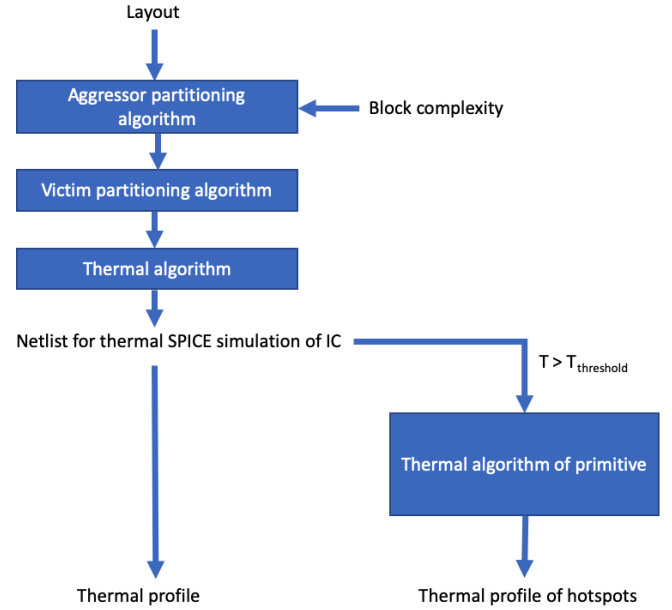 Layout
Aggressor partitioning
algorithm
Block complexity
Victim partitioning algorithm
Thermal algorithm
Netlist for thermal SPICE simulation of IC
T > Tthreshold
Thermal algorithm of primitive
Thermal profile
Thermal profile of hotspots